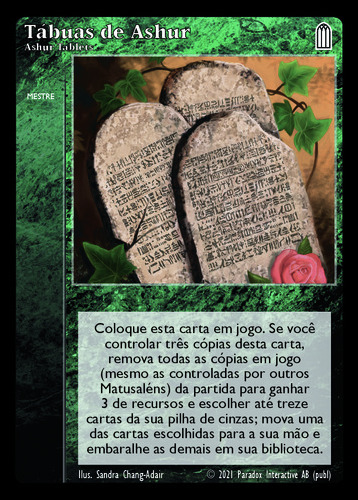 Tábuas de Ashur
Ashur Tablets
MESTRE
Coloque esta carta em jogo. Se você
controlar três cópias desta carta,
remova todas as cópias em jogo
(mesmo as controladas por outros
Matusaléns) da partida para ganhar
3 de recursos e escolher até treze
cartas da sua pilha de cinzas; mova uma
das cartas escolhidas para a sua mão e
embaralhe as demais em sua biblioteca.
Ilus. Sandra Chang-Adair © 2021 Paradox Interactive AB (publ)